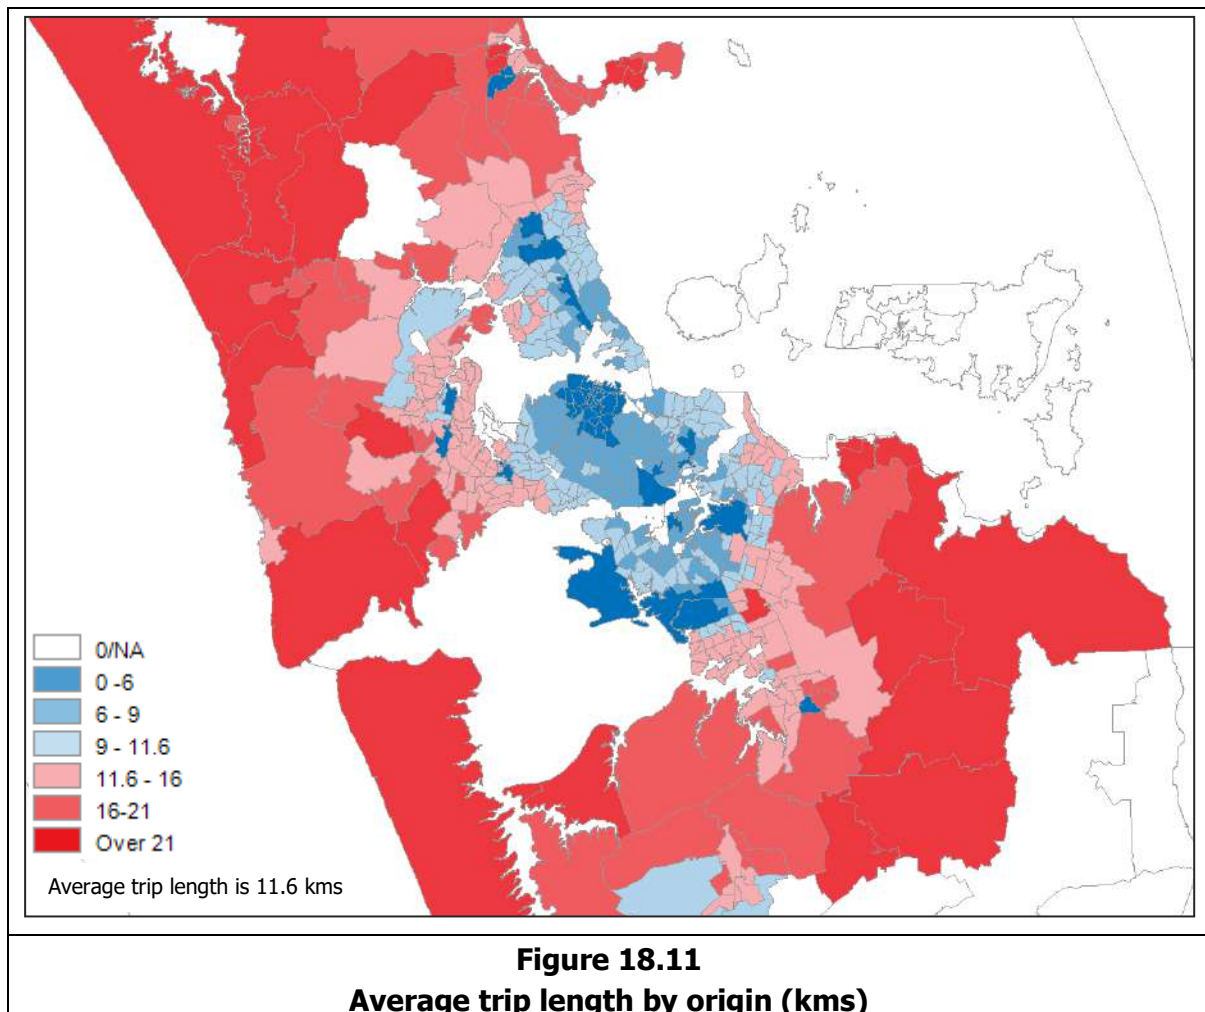 0/NA
0 -6
6 - 9
9 - 11.6
11.6 - 16
16-21
Over 21
Average trip length is 11.6 kms
Figure 18.11
Average trip length by origin (kms)